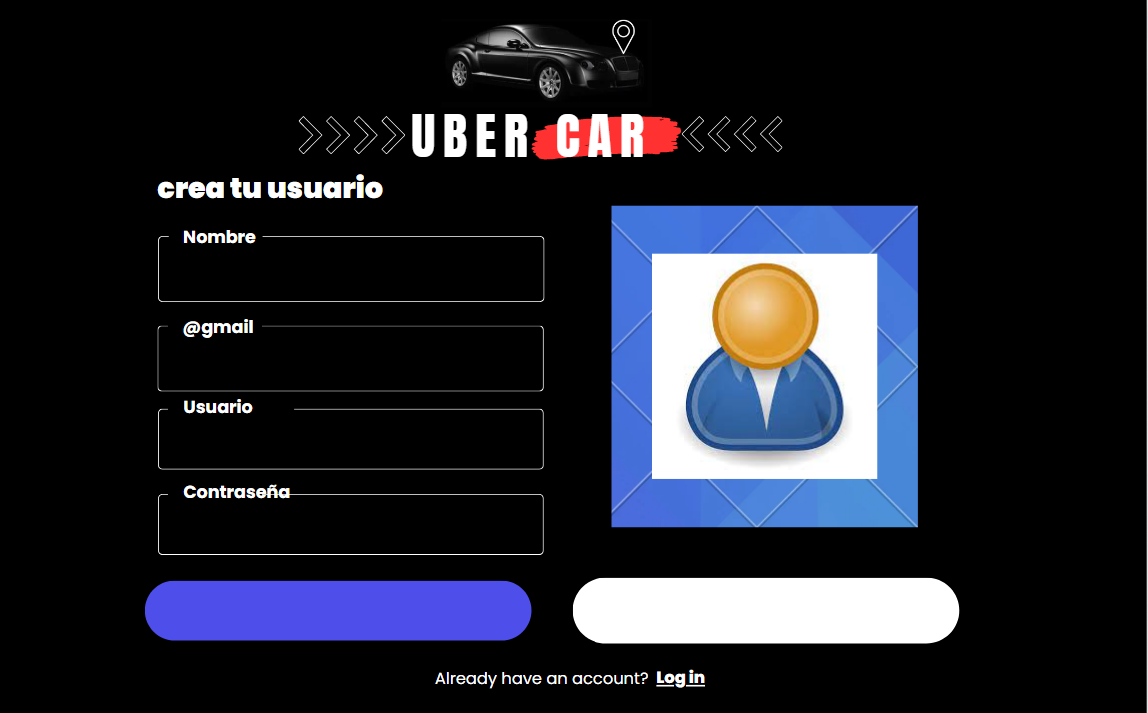 UBER CAR
crea tu usuario
Nombre
@gmail
Usuario
Contraseña
Already have an account? Log in